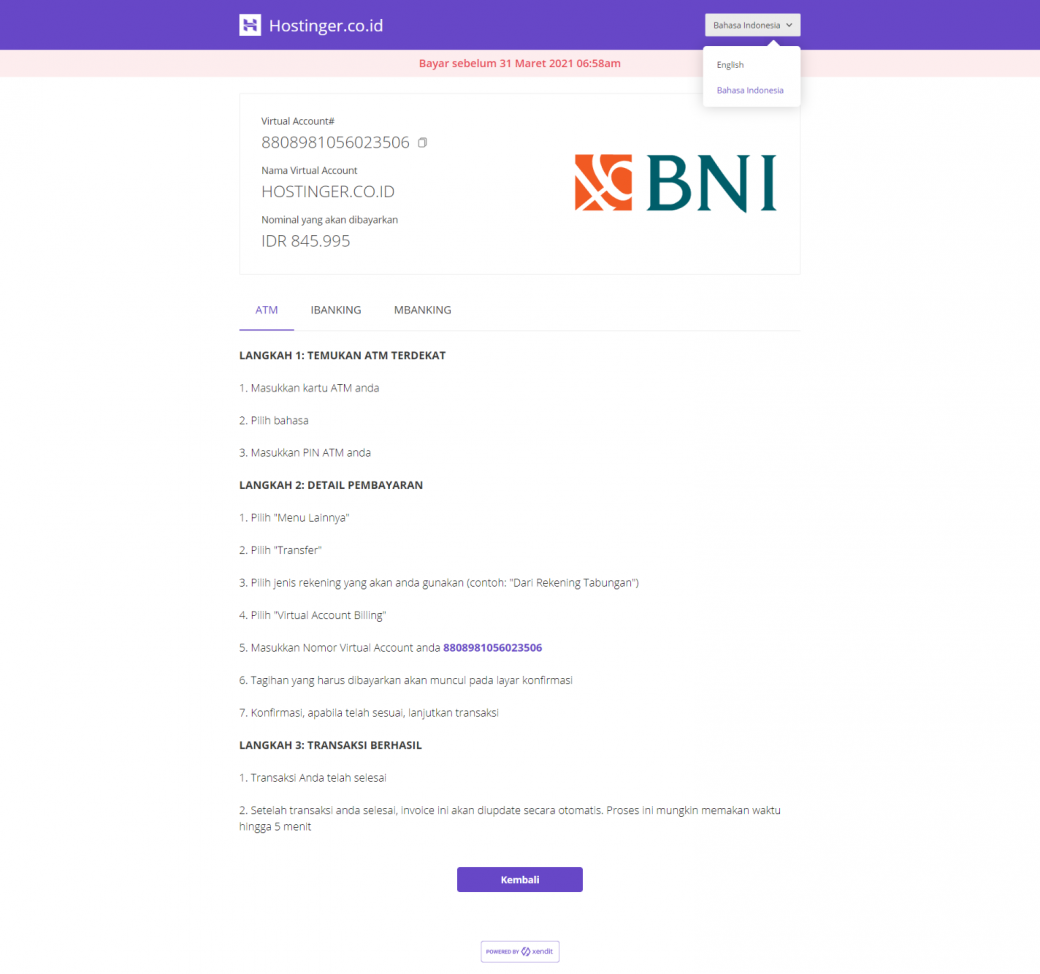 Hostinger.co.id
Bahasa Indonesia
Bayar sebelum 31 Maret 2021 06:58am
English
Bahasa Indonesia
Virtual Account#
8808981056023506
Nama Virtual Account
HOSTINGER.CO.ID
Nominal yang akan dibayarkan
IDR 845.995
BNI
ATM IBANKING MBANKING
LANGKAH 1: TEMUKAN ATM TERDEKAT
1. Masukkan kartu ATM anda
2. Pilih bahasa
3. Masukkan PIN ATM anda
LANGKAH 2: DETAIL PEMBAYARAN
1. Pilih "Menu Lainnya"
2. Pilih "Transfer"
3. Pilih jenis rekening yang akan anda gunakan (contoh: "Dari Rekening Tabungan")
4. Pilih "Virtual Account Billing"
5. Masukkan Nomor Virtual Account anda 8808981056023506
6. Tagihan yang harus dibayarkan akan muncul pada layar konfirmasi
7. Konfirmasi, apabila telah sesuai, lanjutkan transaksi
LANGKAH 3: TRANSAKSI BERHASIL
1. Transaksi Anda telah selesai
2. Setelah transaksi anda selesai, invoice ini akan diupdate secara otomatis. Proses ini mungkin memakan waktu
hingga 5 menit
Kembali
POWERED BY xendit